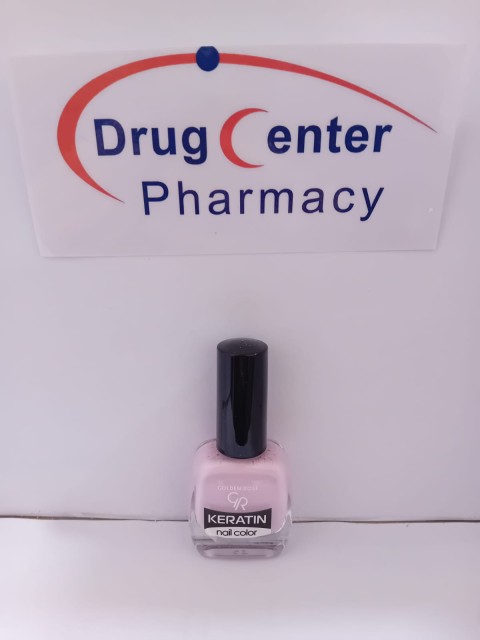 Drug Center
Pharmacy
GR
KERATIN
nail color